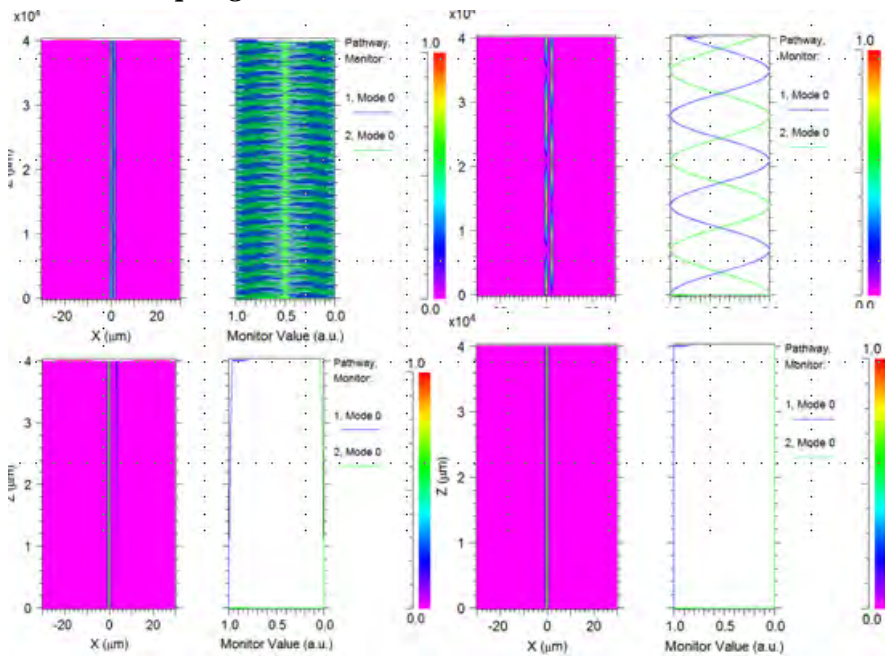 x10⁶
4
3
2
1
0
-20
0
20
X (μm)
1.0
0.5
0.0
Monitor Value (a.u.)
Pathway,
Monitor:
1, Mode 0
2, Mode 0
1.0
0.0
4
3
2
1
0
Pathway,
Monitor:
1, Mode 0
2, Mode 0
1.0
0.0
4
3
2
1
0
Z (μm)
-20
0
20
X (μm)
1.0
0.5
0.0
Monitor Value (a.u.)
Pathway,
Monitor:
1, Mode 0
2, Mode 0
1.0
0.0
x10⁴
4
3
2
1
0
Z (μm)
-20
0
20
X (μm)
1.0
0.5
0.0
Monitor Value (a.u.)
Pathway,
Monitor:
1, Mode 0
2, Mode 0
1.0
0.0